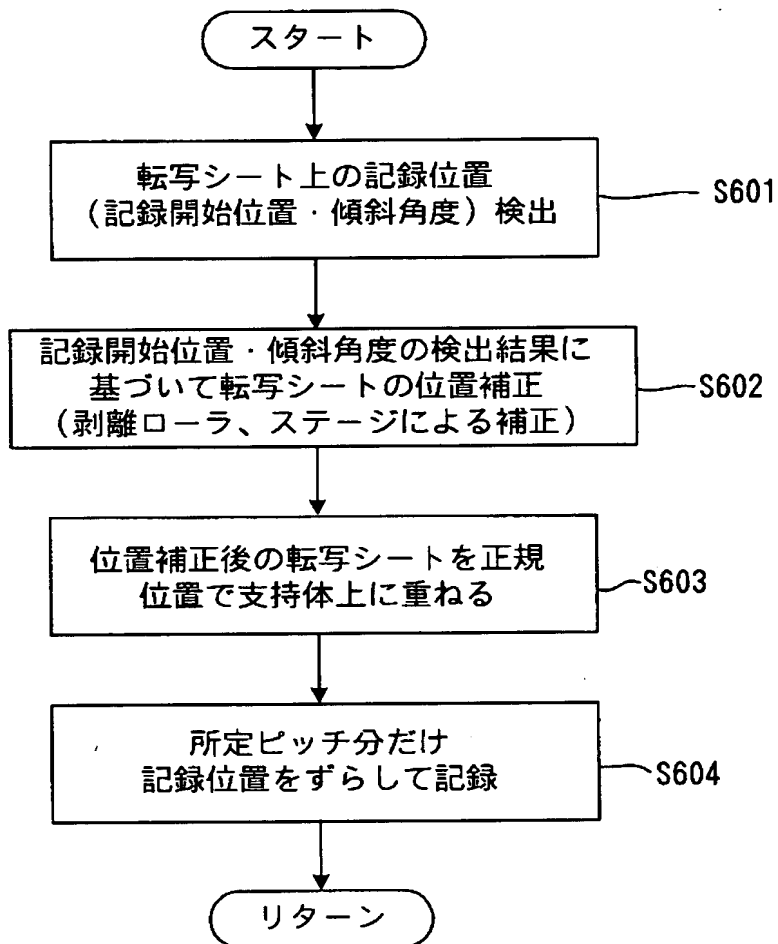 スタート
転写シート上の記録位置
（記録開始位置・傾斜角度）検出
S601
記録開始位置・傾斜角度の検出結果に
基づいて転写シートの位置補正
（剥離ローラ、ステージによる補正）
S602
位置補正後の転写シートを正規
位置で支持体上に重ねる
S603
所定ピッチ分だけ
記録位置をずらして記録
S604
リターン